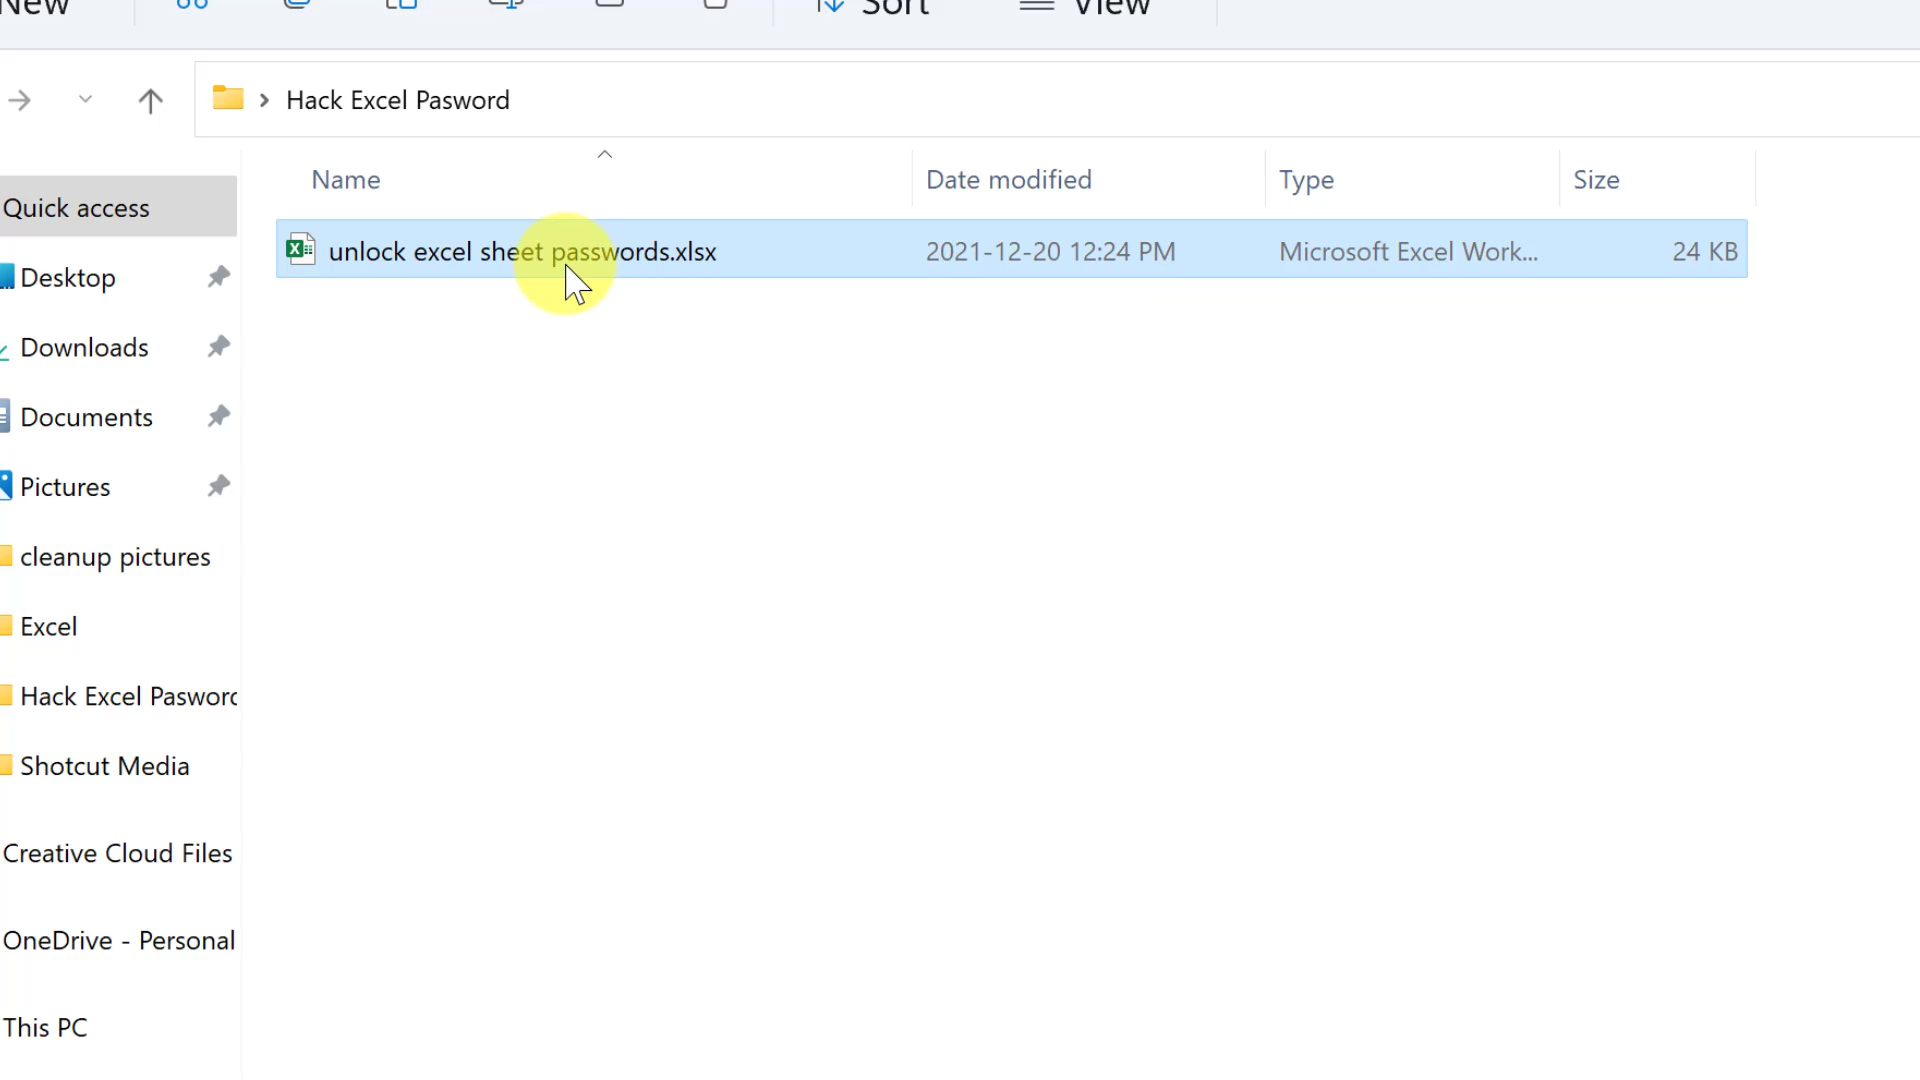 New
Sort
View
Hack Excel Pasword
Name
Date modified
Type
Size
Quick access
unlock excel sheet passwords.xlsx
2021-12-20 12:24 PM
Microsoft Excel Work...
24 KB
Desktop
Downloads
Documents
Pictures
cleanup pictures
Excel
Hack Excel Pasword
Shotcut Media
Creative Cloud Files
OneDrive - Personal
This PC